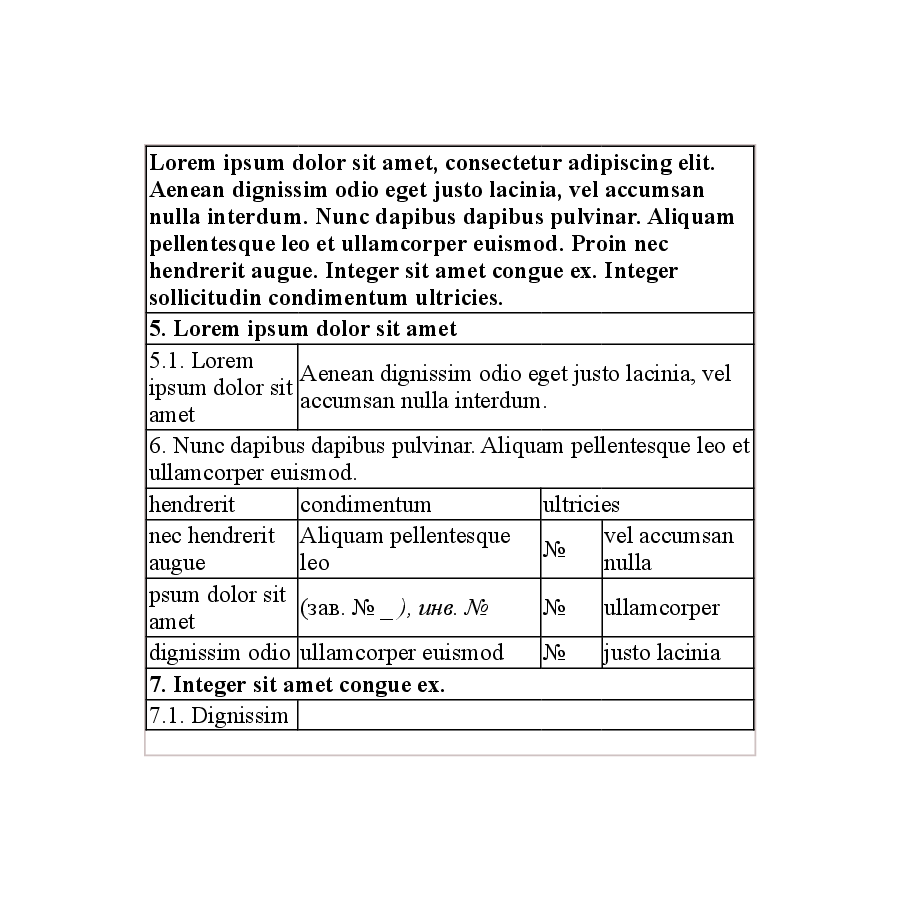 Lorem ipsum dolor sit amet, consectetur adipiscing elit.
Aenean dignissim odio eget justo lacinia, vel accumsan
nulla interdum. Nunc dapibus dapibus pulvinar. Aliquam
pellentesque leo et ullamcorper euismod. Proin nec
hendrerit augue. Integer sit amet congue ex. Integer
sollicitudin condimentum ultricies.
5. Lorem ipsum dolor sit amet
5.1. Lorem
ipsum dolor sit
amet
Aenean dignissim odio eget justo lacinia, vel
accumsan nulla interdum.
6. Nunc dapibus dapibus pulvinar. Aliquam pellentesque leo et
ullamcorper euismod.
hendrerit
condimentum
ultricies
nec hendrerit
augue
Aliquam pellentesque
leo
№
vel accumsan
nulla
psum dolor sit
amet
(зав. № _ ), инв. №
№
ullamcorper
dignissim odio
ullamcorper euismod
№
justo lacinia
7. Integer sit amet congue ex.
7.1. Dignissim